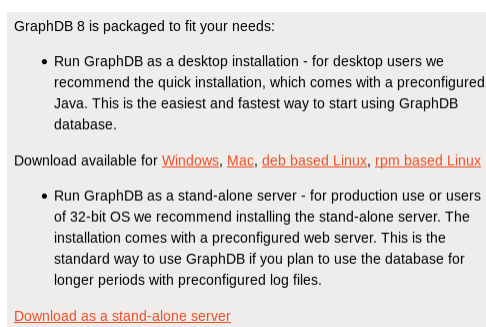 GraphDB 8 is packaged to fit your needs:
• Run GraphDB as a desktop installation - for desktop users we
recommend the quick installation, which comes with a preconfigured
Java. This is the easiest and fastest way to start using GraphDB
database.
Download available for Windows, Mac, deb based Linux, rpm based Linux
• Run GraphDB as a stand-alone server - for production use or users
of 32-bit OS we recommend installing the stand-alone server. The
installation comes with a preconfigured web server. This is the
standard way to use GraphDB if you plan to use the database for
longer periods with preconfigured log files.
Download as a stand-alone server